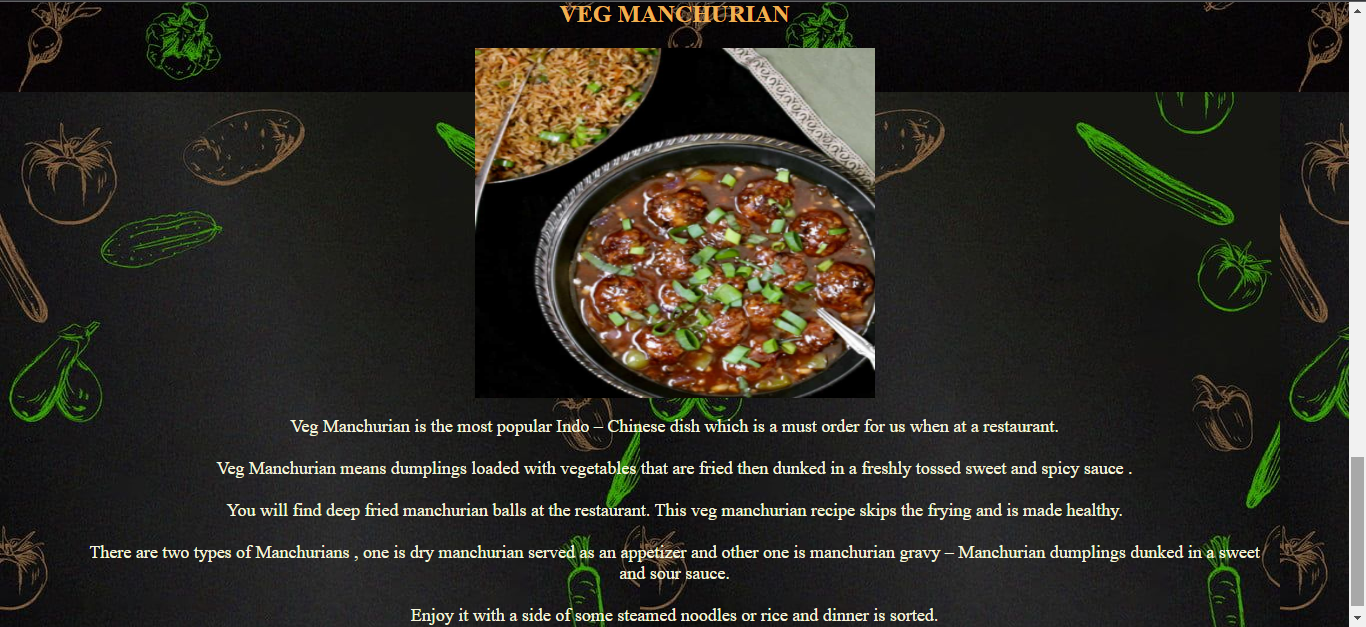 VEG MANCHURIAN
Veg Manchurian is the most popular Indo – Chinese dish which is a must order for us when at a restaurant.
Veg Manchurian means dumplings loaded with vegetables that are fried then dunked in a freshly tossed sweet and spicy sauce .
You will find deep fried manchurian balls at the restaurant. This veg manchurian recipe skips the frying and is made healthy.
There are two types of Manchurians , one is dry manchurian served as an appetizer and other one is manchurian gravy – Manchurian dumplings dunked in a sweet
and sour sauce.
Enjoy it with a side of some steamed noodles or rice and dinner is sorted.